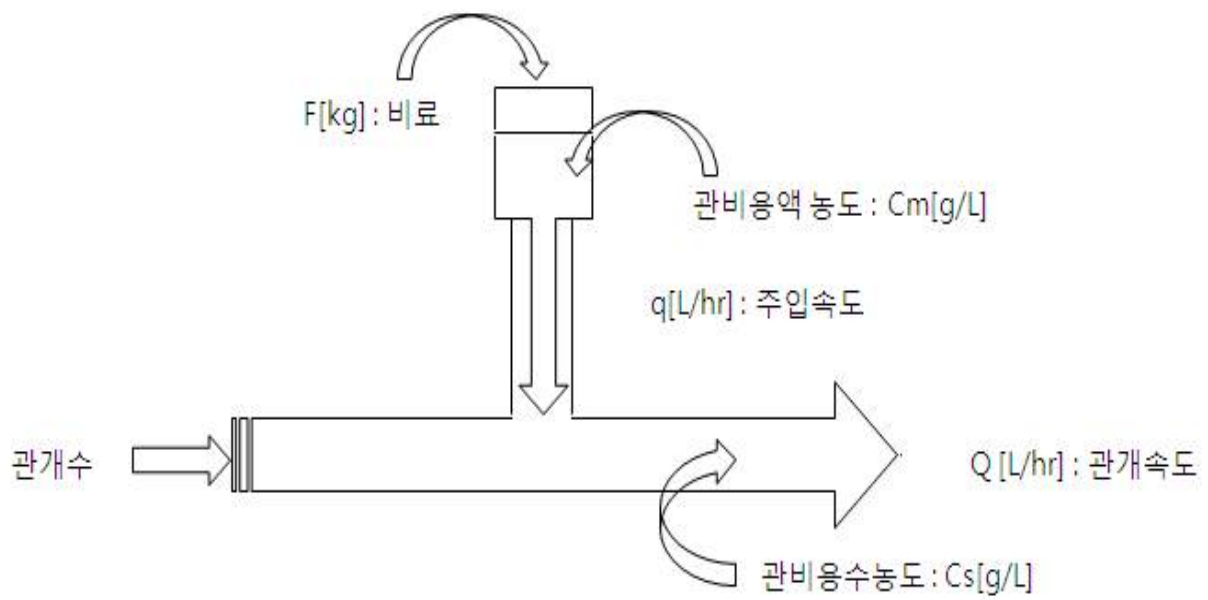 F[kg] : 비료
관비용액 농도 : Cm[g/L]
q[L/hr] : 주입속도
관개수
Q [L/hr] : 관개속도
관비용수농도 : Cs[g/L]